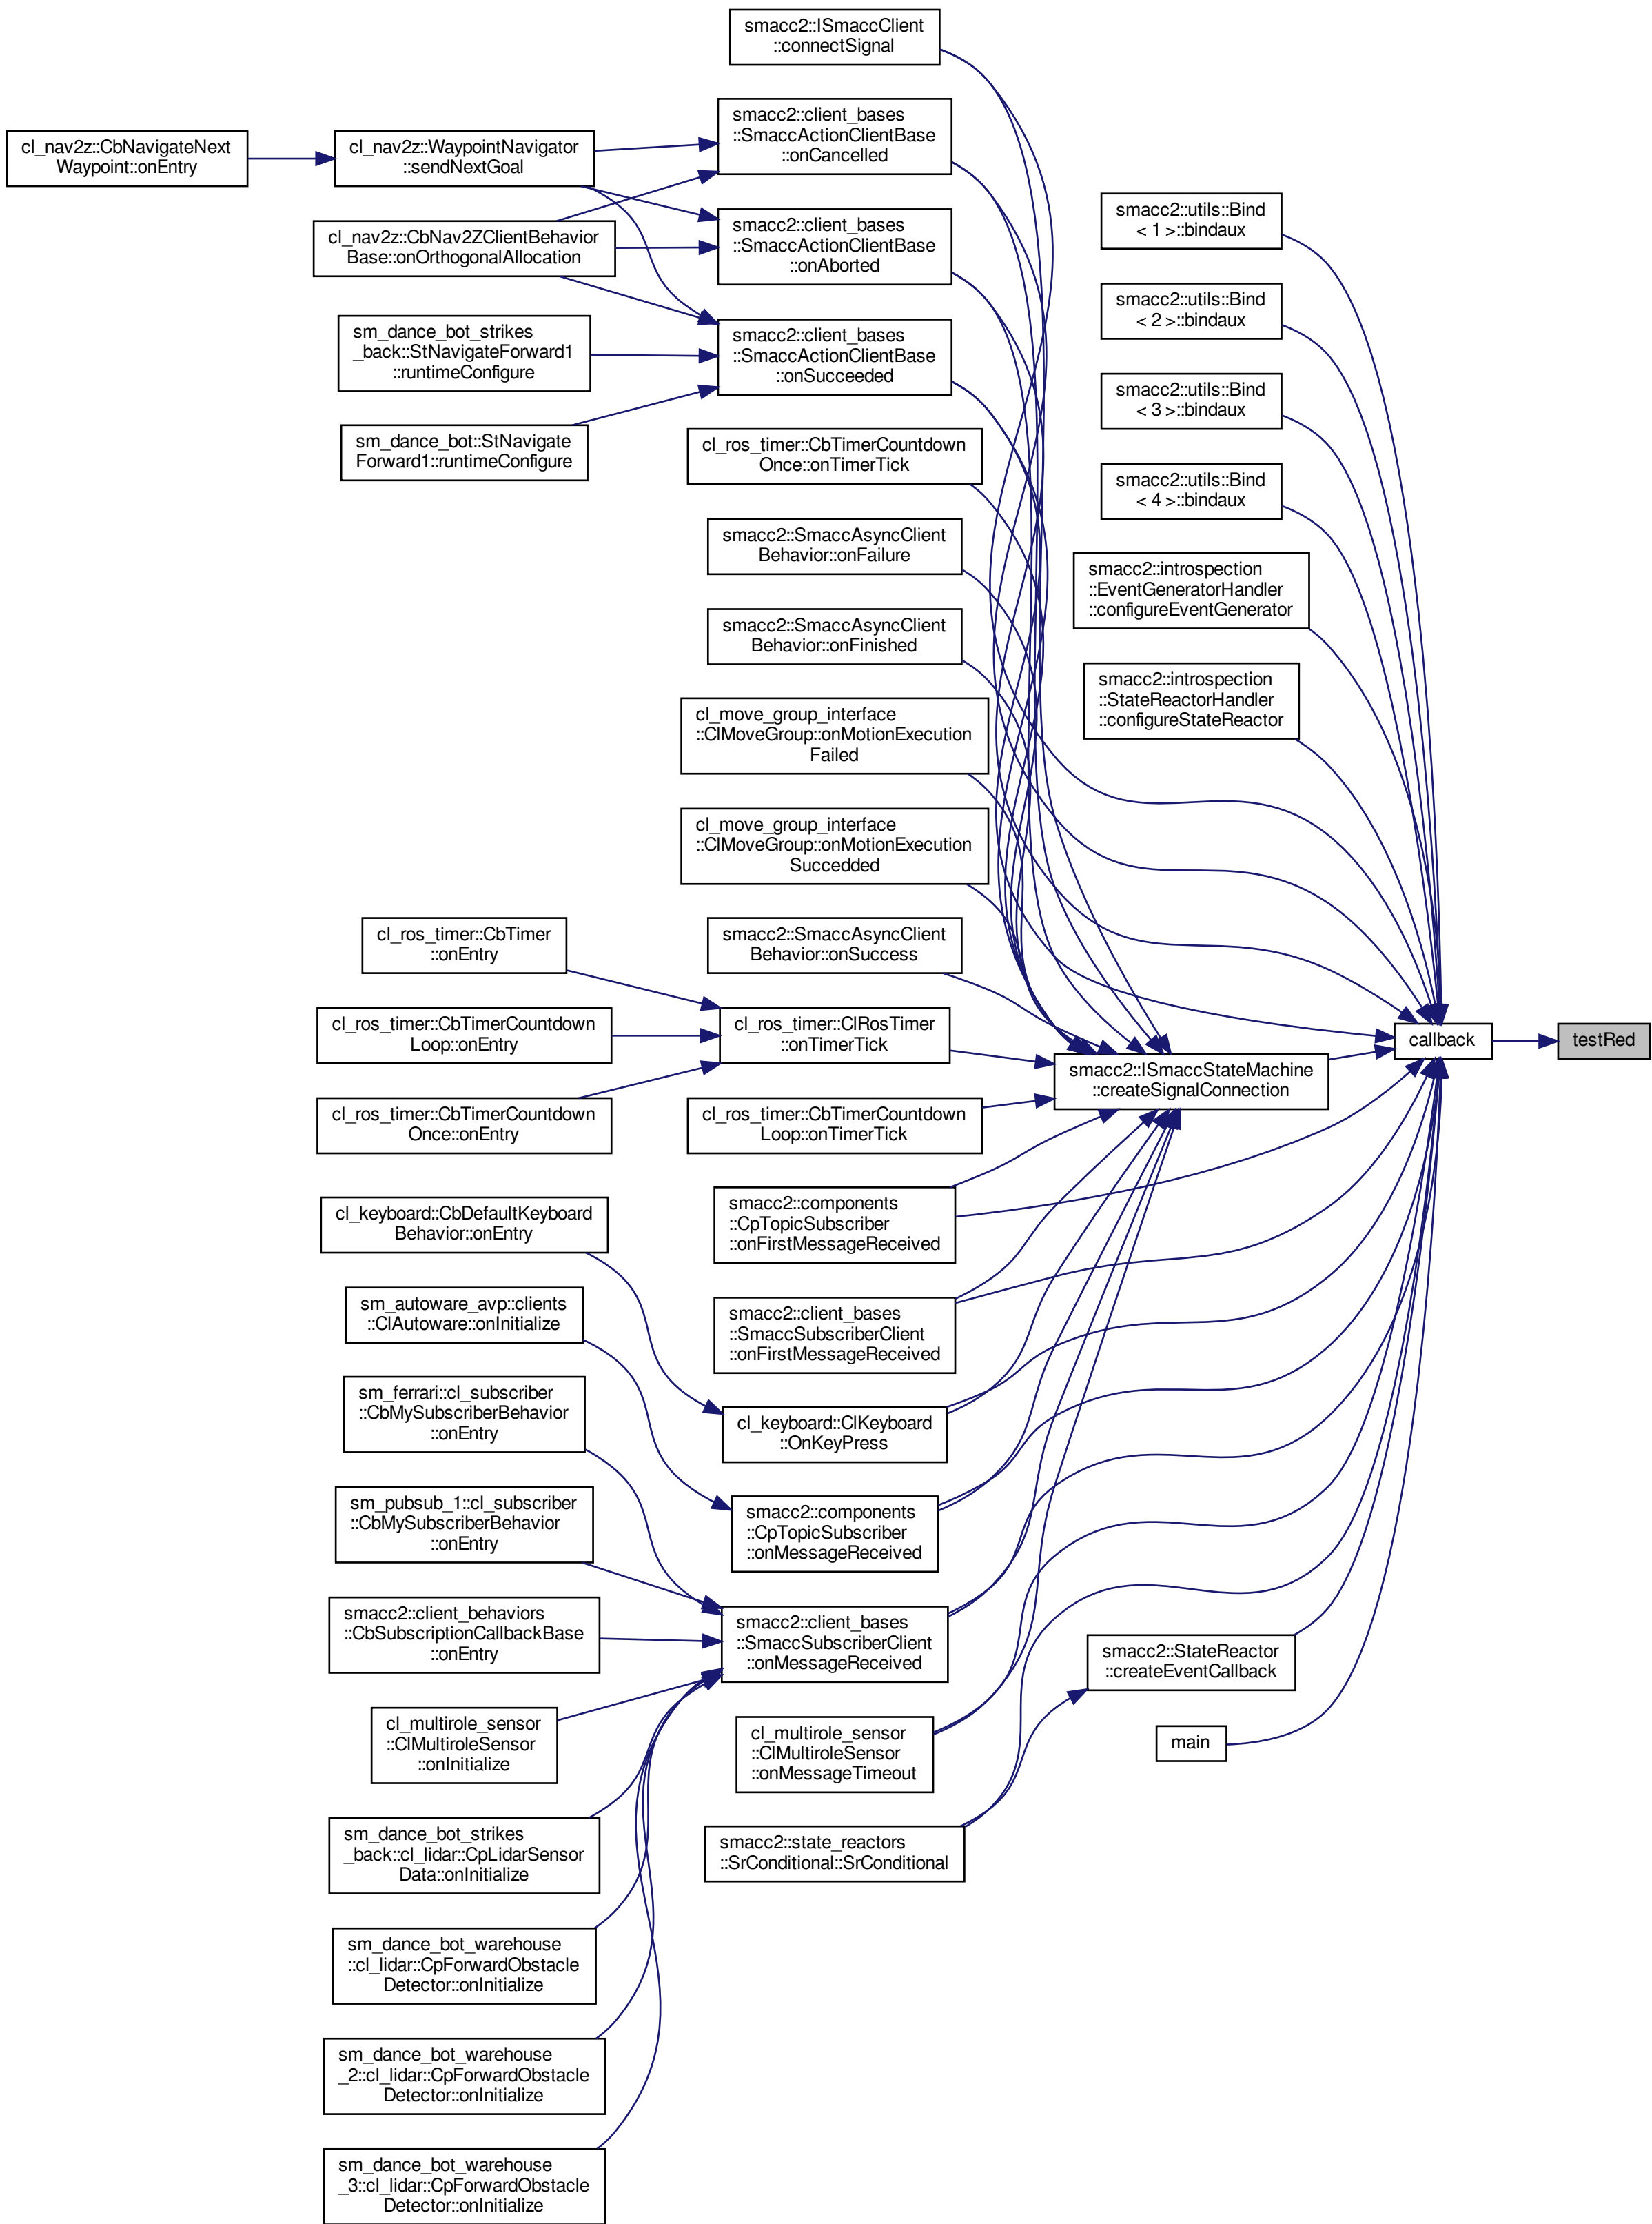 smacc2::ISmaccClient
::connectSignal
smacc2::client_bases
::SmaccActionClientBase
::onCancelled
cl_nav2z::CbNavigateNext
Waypoint::onEntry
cl_nav2z::WaypointNavigator
::sendNextGoal
smacc2::utils::Bind
< 1 >::bindaux
smacc2::client_bases
::SmaccActionClientBase
::onAborted
cl_nav2z::CbNav2ZClientBehavior
Base::onOrthogonalAllocation
smacc2::utils::Bind
< 2 >::bindaux
sm_dance_bot_strikes
_back::StNavigateForward1
::runtimeConfigure
smacc2::client_bases
::SmaccActionClientBase
::onSucceeded
smacc2::utils::Bind
< 3 >::bindaux
sm_dance_bot::StNavigate
Forward1::runtimeConfigure
cl_ros_timer::CbTimerCountdown
Once::onTimerTick
smacc2::utils::Bind
< 4 >::bindaux
smacc2::SmaccAsyncClient
Behavior::onFailure
smacc2::introspection
::EventGeneratorHandler
::configureEventGenerator
smacc2::SmaccAsyncClient
Behavior::onFinished
smacc2::introspection
::StateReactorHandler
::configureStateReactor
cl_move_group_interface
::ClMoveGroup::onMotionExecution
Failed
cl_move_group_interface
::ClMoveGroup::onMotionExecution
Succedded
cl_ros_timer::CbTimer
::onEntry
smacc2::SmaccAsyncClient
Behavior::onSuccess
cl_ros_timer::CbTimerCountdown
Loop::onEntry
cl_ros_timer::ClRosTimer
::onTimerTick
callback
testRed
smacc2::ISmaccStateMachine
::createSignalConnection
cl_ros_timer::CbTimerCountdown
Once::onEntry
cl_ros_timer::CbTimerCountdown
Loop::onTimerTick
cl_keyboard::CbDefaultKeyboard
Behavior::onEntry
smacc2::components
::CpTopicSubscriber
::onFirstMessageReceived
sm_autoware_avp::clients
::ClAutoware::onInitialize
smacc2::client_bases
::SmaccSubscriberClient
::onFirstMessageReceived
sm_ferrari::cl_subscriber
::CbMySubscriberBehavior
::onEntry
cl_keyboard::ClKeyboard
::OnKeyPress
sm_pubsub_1::cl_subscriber
::CbMySubscriberBehavior
::onEntry
smacc2::components
::CpTopicSubscriber
::onMessageReceived
smacc2::client_behaviors
::CbSubscriptionCallbackBase
::onEntry
smacc2::client_bases
::SmaccSubscriberClient
::onMessageReceived
smacc2::StateReactor
::createEventCallback
cl_multirole_sensor
::ClMultiroleSensor
::onInitialize
cl_multirole_sensor
::ClMultiroleSensor
::onMessageTimeout
main
sm_dance_bot_strikes
_back::cl_lidar::CpLidarSensor
Data::onInitialize
smacc2::state_reactors
::SrConditional::SrConditional
sm_dance_bot_warehouse
::cl_lidar::CpForwardObstacle
Detector::onInitialize
sm_dance_bot_warehouse
_2::cl_lidar::CpForwardObstacle
Detector::onInitialize
sm_dance_bot_warehouse
_3::cl_lidar::CpForwardObstacle
Detector::onInitialize